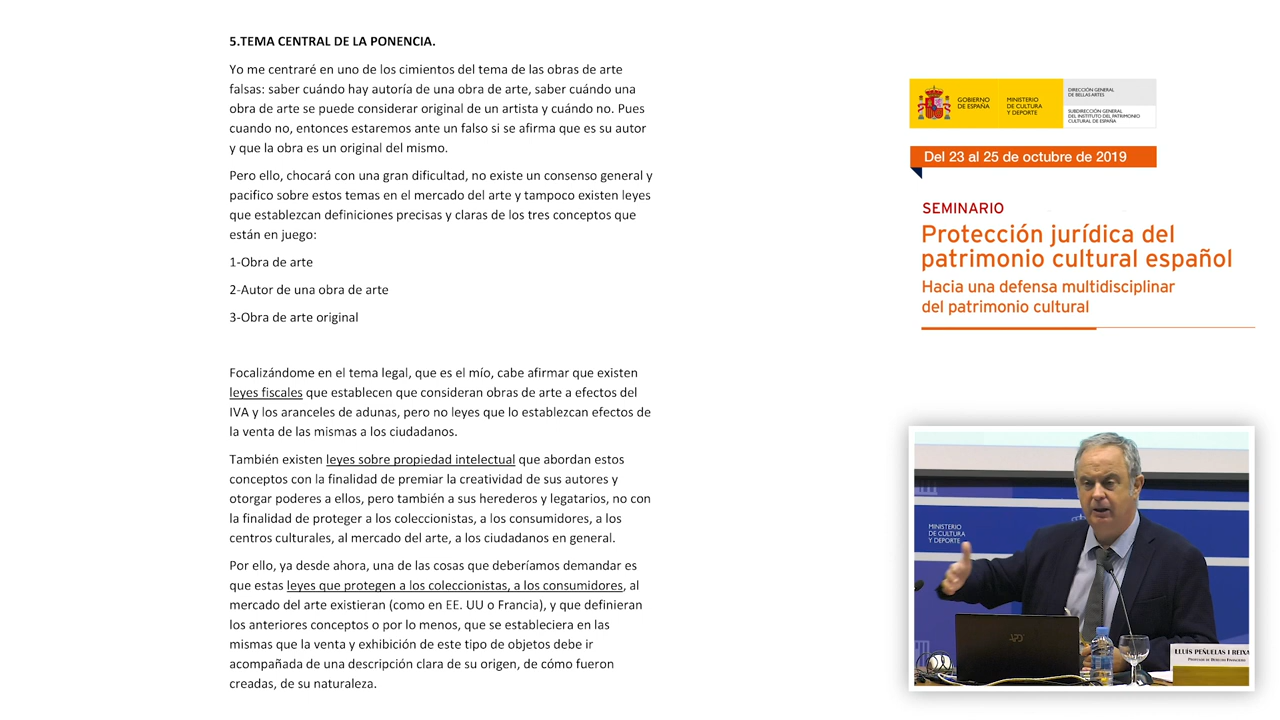 5.TEMA CENTRAL DE LA PONENCIA.
Yo me centraré en uno de los cimientos del tema de las obras de arte
falsas: saber cuándo hay autoría de una obra de arte, saber cuándo una
obra de arte se puede considerar original de un artista y cuándo no. Pues
cuando no, entonces estaremos ante un falso si se afirma que es su autor
y que la obra es un original del mismo.
Pero ello, chocará con una gran dificultad, no existe un consenso general y
pacifico sobre estos temas en el mercado del arte y tampoco existen leyes
que establezcan definiciones precisas y claras de los tres conceptos que
están en juego:
1-Obra de arte
2-Autor de una obra de arte
3-Obra de arte original
Focalizándome en el tema legal, que es el mío, cabe afirmar que existen
leyes fiscales que establecen que consideran obras de arte a efectos del
IVA y los aranceles de adunas, pero no leyes que lo establezcan efectos de
la venta de las mismas a los ciudadanos.
También existen leyes sobre propiedad intelectual que abordan estos
conceptos con la finalidad de premiar la creatividad de sus autores y
otorgar poderes a ellos, pero también a sus herederos y legatarios, no con
la finalidad de proteger a los coleccionistas, a los consumidores, a los
centros culturales, al mercado del arte, a los ciudadanos en general.
Por ello, ya desde ahora, una de las cosas que deberíamos demandar es
que estas leyes que protegen a los coleccionistas, a los consumidores, al
mercado del arte existieran (como en EE. UU o Francia), y que definieran
los anteriores conceptos o por lo menos, que se estableciera en las
mismas que la venta y exhibición de este tipo de objetos debe ir
acompañada de una descripción clara de su origen, de cómo fueron
creadas, de su naturaleza.
GOBIERNO
DE ESPAÑA
MINISTERIO
DE CULTURA
Y DEPORTE
DIRECCIÓN GENERAL
DE BELLAS ARTES
SUBDIRECCIÓN GENERAL
DEL INSTITUTO DEL PATRIMONIO
CULTURAL DE ESPAÑA
Del 23 al 25 de octubre de 2019
SEMINARIO
Protección jurídica del
patrimonio cultural español
Hacia una defensa multidisciplinar
del patrimonio cultural
MINISTERIO
DE CULTURA
Y DEPORTE
LLUÍS PEÑUELAS I REIXA